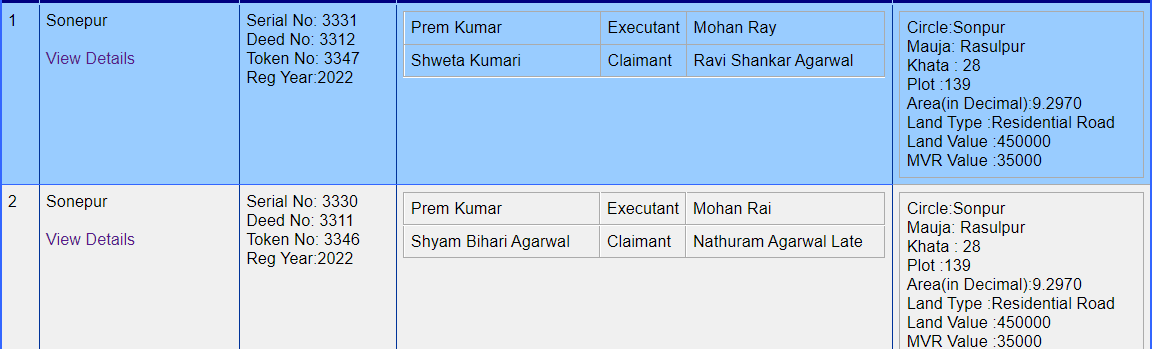 1
Sonepur
View Details
Serial No: 3331
Deed No: 3312
Token No: 3347
Reg Year:2022
Prem Kumar Executant Mohan Ray
Shweta Kumari Claimant Ravi Shankar Agarwal
Circle:Sonpur
Mauja: Rasulpur
Khata : 28
Plot :139
Area(in Decimal):9.2970
Land Type :Residential Road
Land Value :450000
MVR Value :35000
2
Sonepur
View Details
Serial No: 3330
Deed No: 3311
Token No: 3346
Reg Year:2022
Prem Kumar Executant Mohan Rai
Shyam Bihari Agarwal Claimant Nathuram Agarwal Late
Circle:Sonpur
Mauja: Rasulpur
Khata : 28
Plot :139
Area(in Decimal):9.2970
Land Type :Residential Road
Land Value :450000
MVR Value :35000